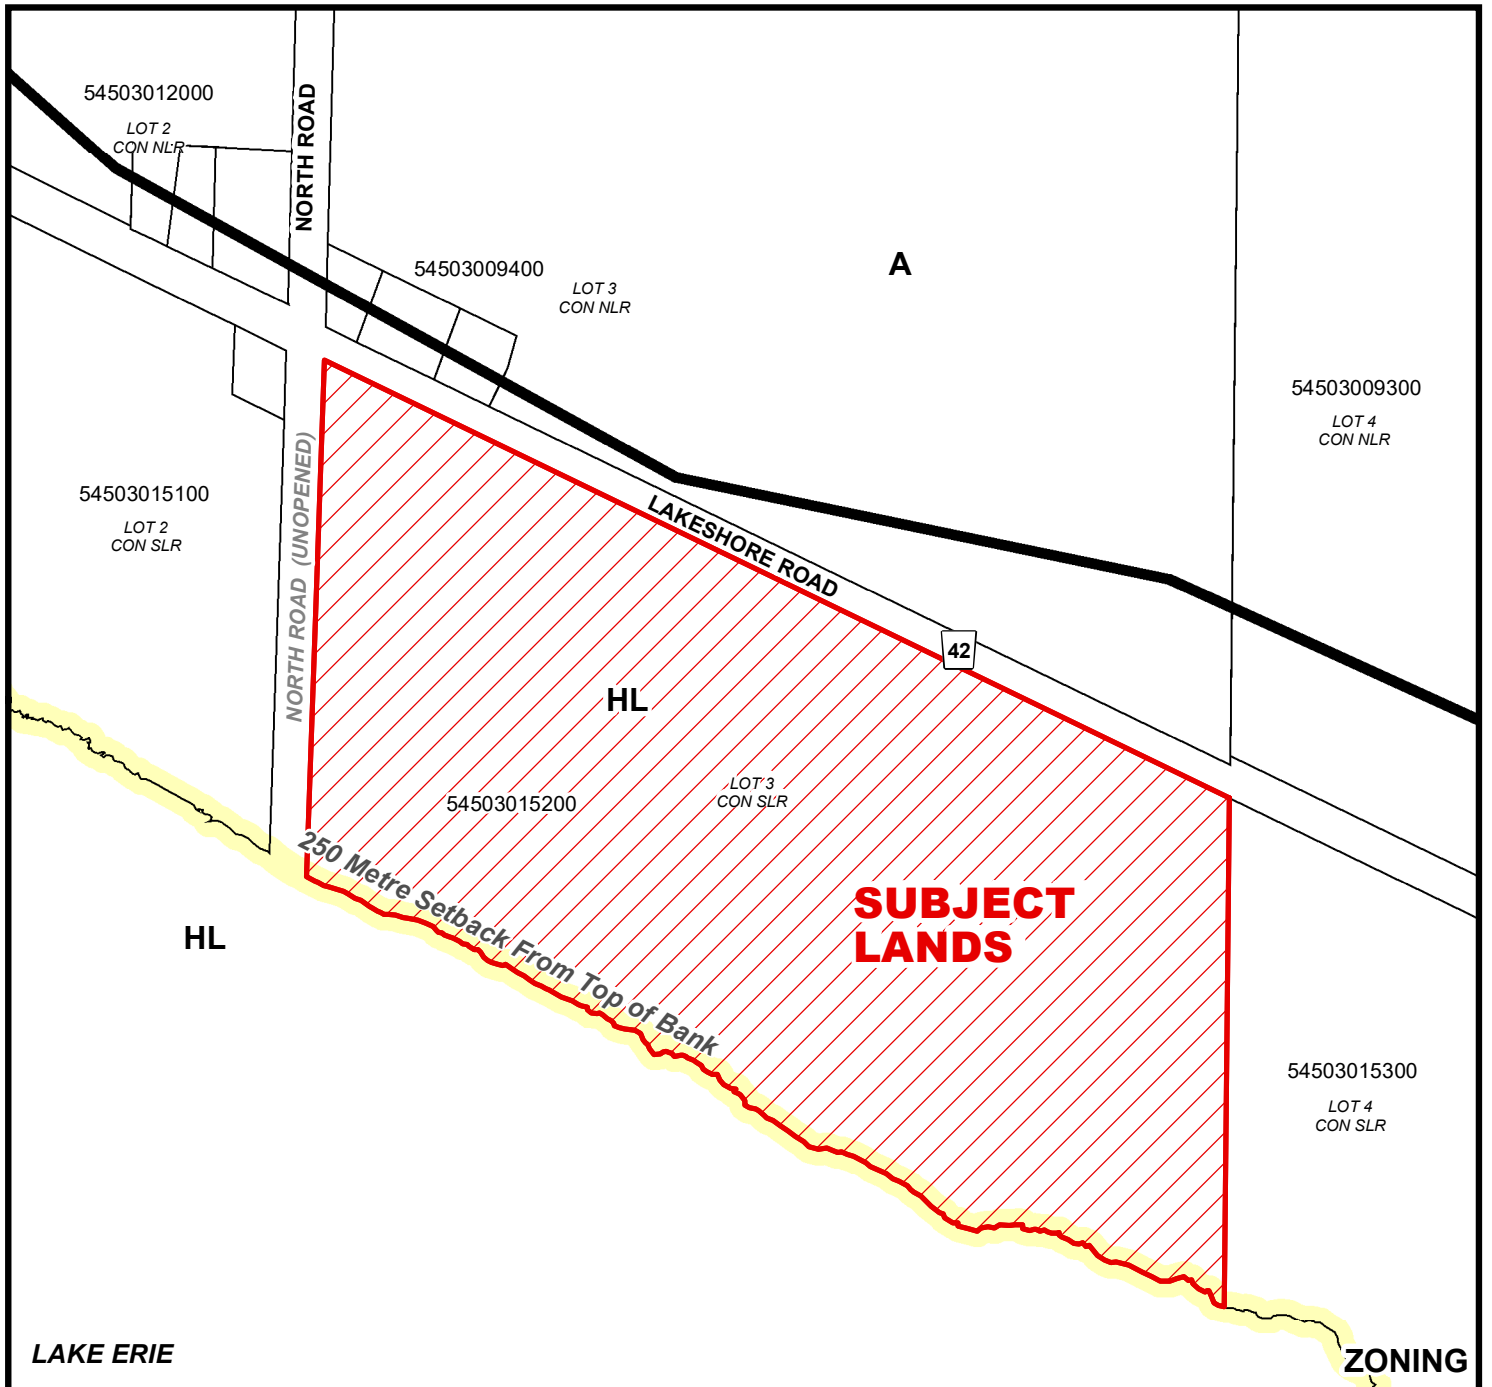 54503012000
LOT 2
CON NLR
NORTH ROAD
54503009400
LOT 3
CON NLR
A
54503009300
LOT 4
CON NLR
54503015100
LOT 2
CON SLR
NORTH ROAD (UNOPENED)
LAKESHORE ROAD
42
HL
LOT 3
CON SLR
54503015200
250 Metre Setback From Top of Bank
SUBJECT
LANDS
HL
54503015300
LOT 4
CON SLR
LAKE ERIE
ZONING